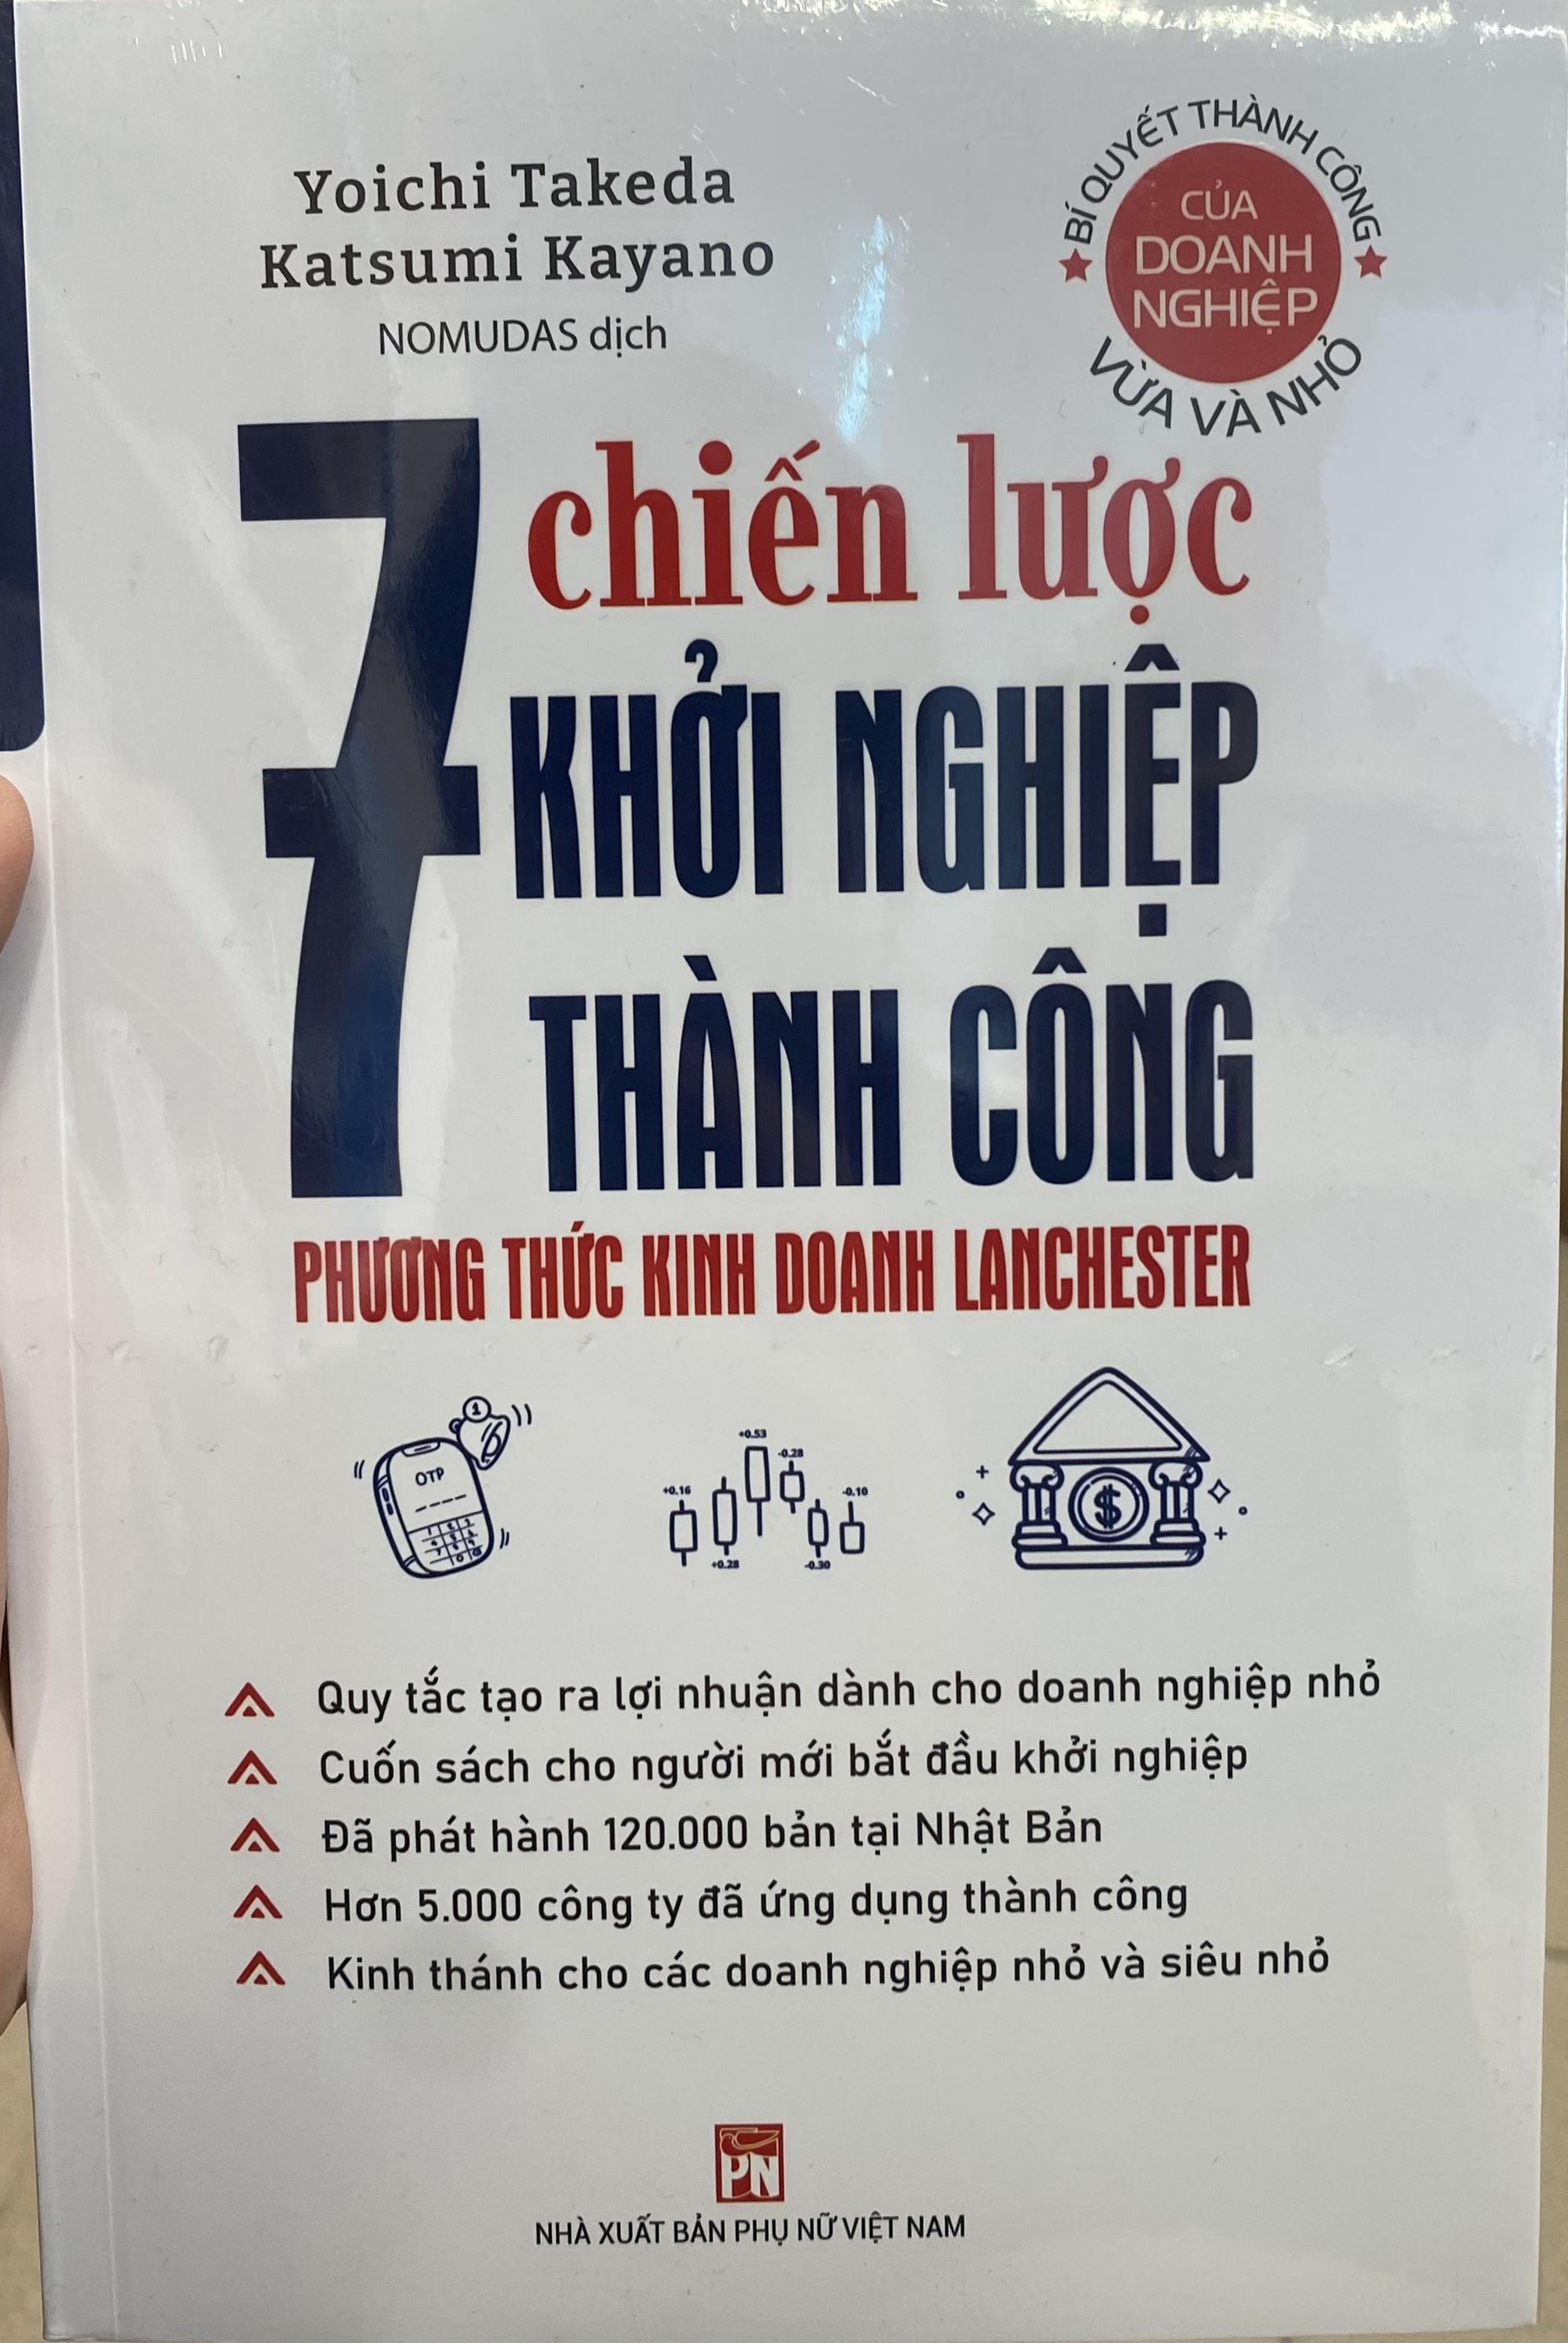 Yoichi Takeda
Katsumi Kayano
NOMUDAS dịch
BÍ QUYẾT THÀNH CÔNG
CỦA
DOANH
NGHIỆP
VỪA VÀ NHỎ
7 chiến lược
KHỞI NGHIỆP
THÀNH CÔNG
PHƯƠNG THỨC KINH DOANH LANCHESTER
1
OTP
+0.16
+0.28
+0.53
-0.28
-0.30
-0.10
$
Quy tắc tạo ra lợi nhuận dành cho doanh nghiệp nhỏ
Cuốn sách cho người mới bắt đầu khởi nghiệp
Đã phát hành 120.000 bản tại Nhật Bản
Hơn 5.000 công ty đã ứng dụng thành công
Kinh thánh cho các doanh nghiệp nhỏ và siêu nhỏ
PN
NHÀ XUẤT BẢN PHỤ NỮ VIỆT NAM